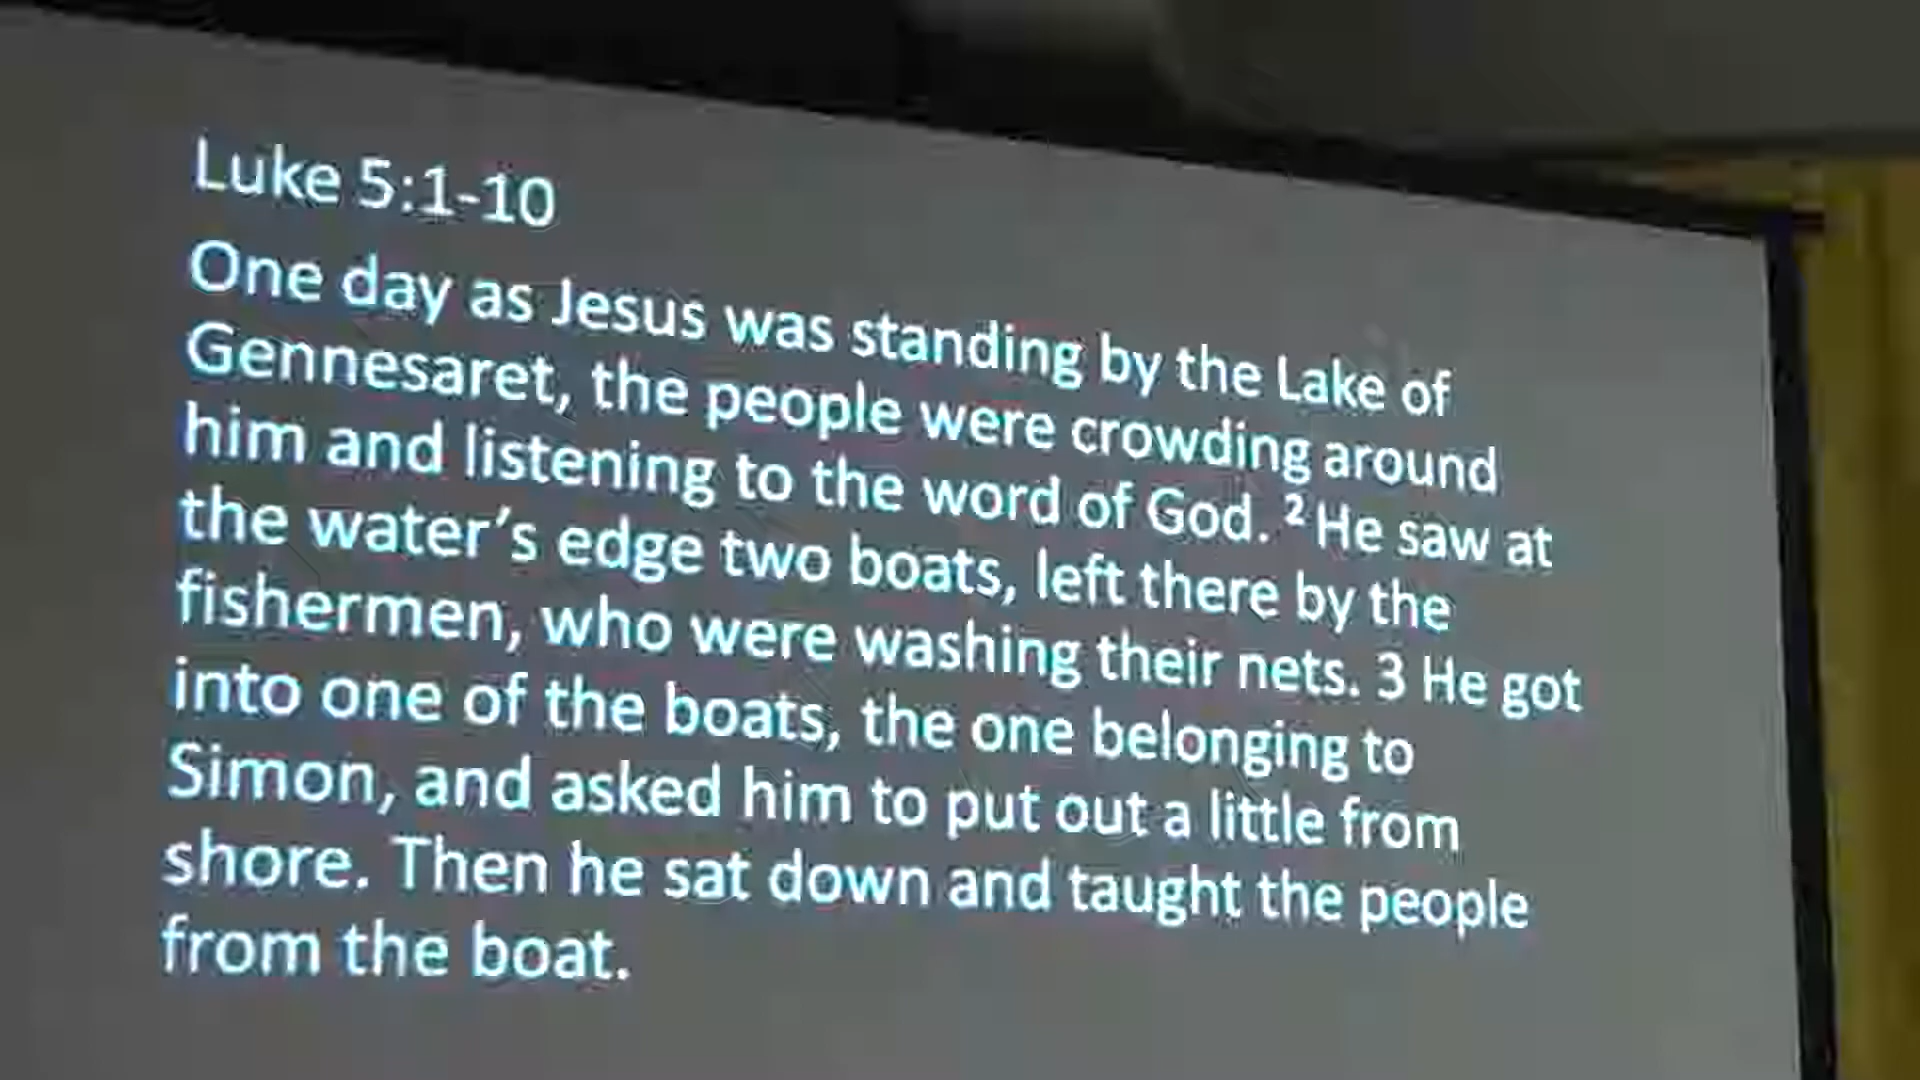 Luke 5:1-10
One day as Jesus was standing by the Lake of
Gennesaret, the people were crowding around
him and listening to the word of God. ² He saw at
the water’s edge two boats, left there by the
fishermen, who were washing their nets. 3 He got
into one of the boats, the one belonging to
Simon, and asked him to put out a little from
shore. Then he sat down and taught the people
from the boat.